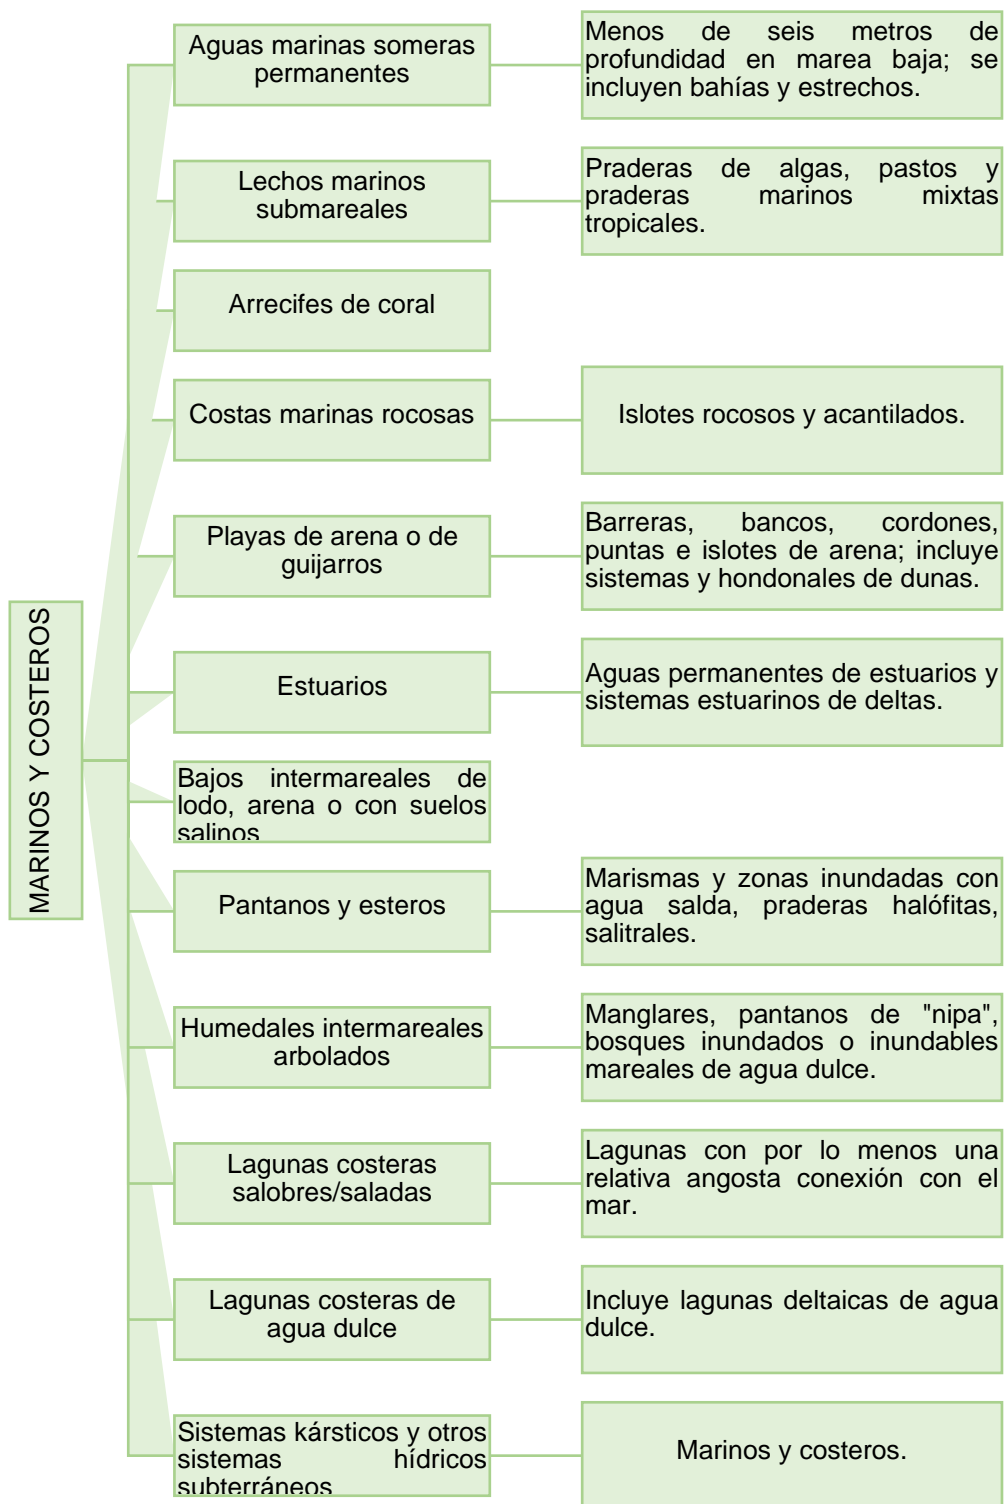 MARINOS Y COSTEROS
Aguas marinas someras
permanentes
Menos de seis metros de
profundidad en marea baja; se
incluyen bahías y estrechos.
Lechos marinos
submareales
Praderas de algas, pastos y
praderas marinos mixtas
tropicales.
Arrecifes de coral
Costas marinas rocosas
Islotes rocosos y acantilados.
Playas de arena o de
guijarros
Barreras, bancos, cordones,
puntas e islotes de arena; incluye
sistemas y hondonales de dunas.
Estuarios
Aguas permanentes de estuarios y
sistemas estuarinos de deltas.
Bajos intermareales de
lodo, arena o con suelos
salinos
Pantanos y esteros
Marismas y zonas inundadas con
agua salda, praderas halófitas,
salitrales.
Humedales intermareales
arbolados
Manglares, pantanos de "nipa",
bosques inundados o inundables
mareales de agua dulce.
Lagunas costeras
salobres/saladas
Lagunas con por lo menos una
relativa angosta conexión con el
mar.
Lagunas costeras de
agua dulce
Incluye lagunas deltaicas de agua
dulce.
Sistemas kársticos y otros
sistemas hídricos
subterráneos
Marinos y costeros.